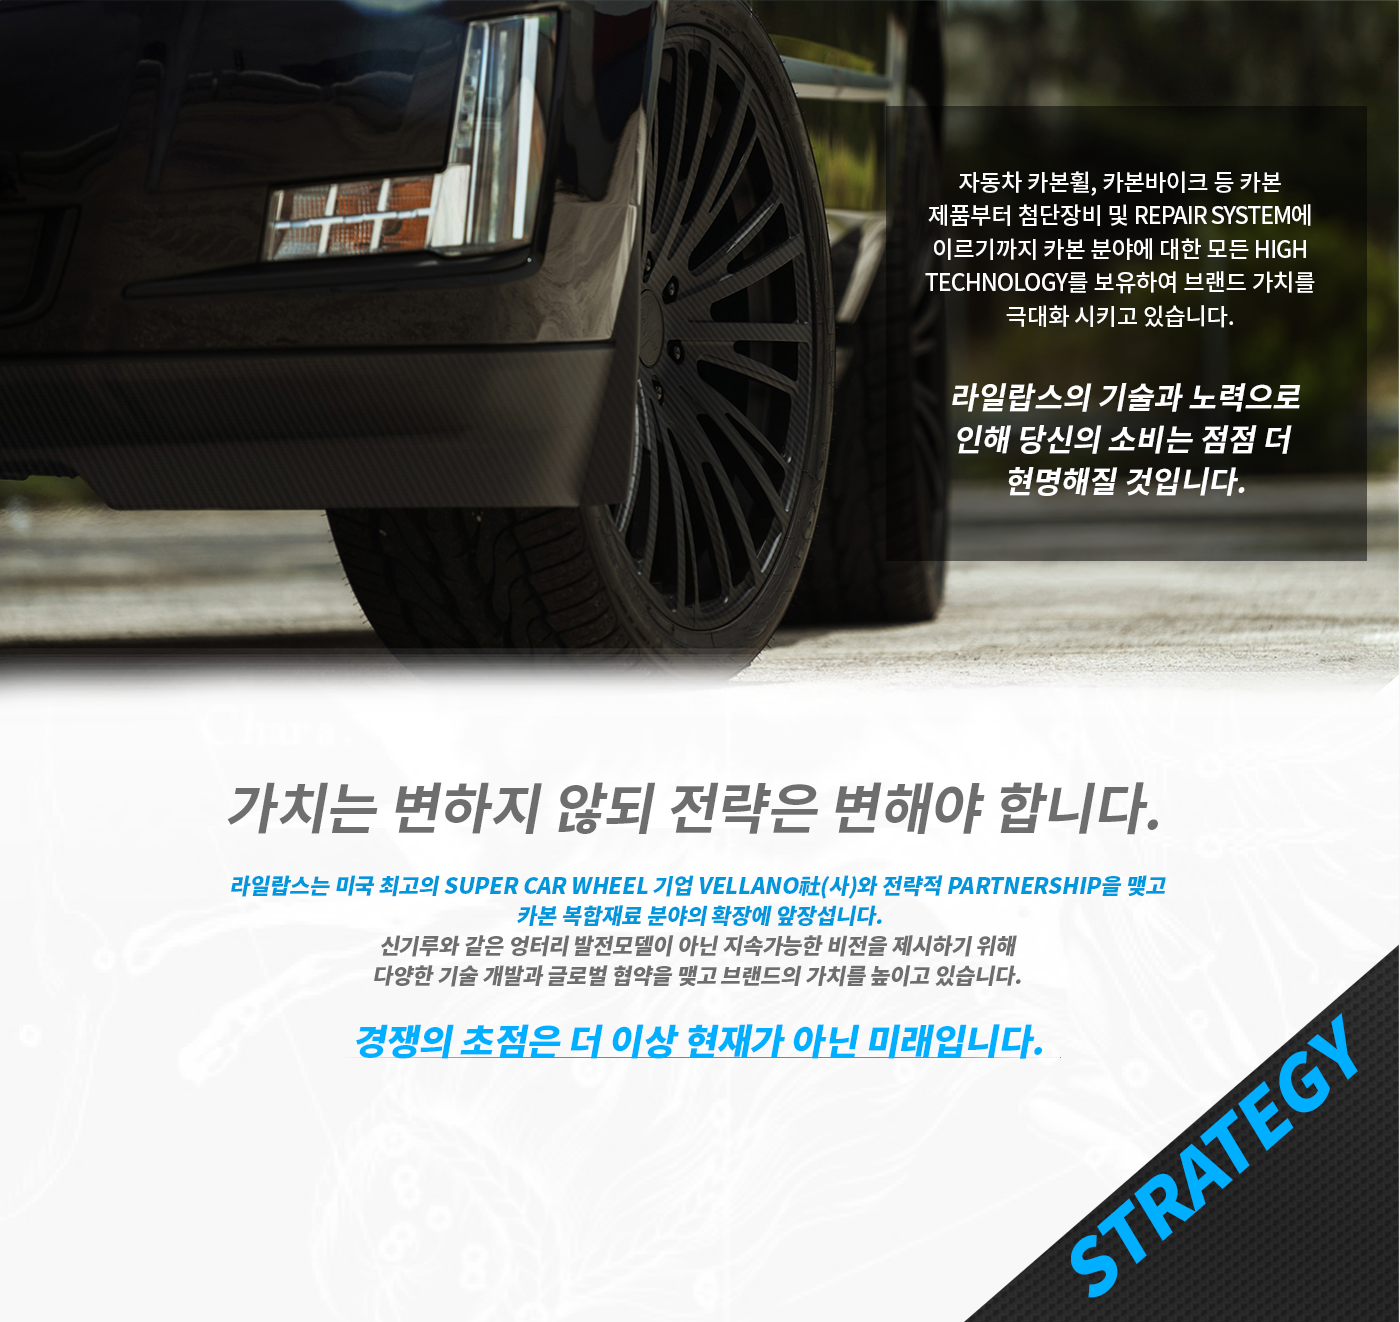 자동차 카본휠, 카본바이크 등 카본
제품부터 첨단장비 및 REPAIR SYSTEM에
이르기까지 카본 분야에 대한 모든 HIGH
TECHNOLOGY를 보유하여 브랜드 가치를
극대화 시키고 있습니다.
라일랍스의 기술과 노력으로
인해 당신의 소비는 점점 더
현명해질 것입니다.
Chara
가치는 변하지 않되 전략은 변해야 합니다.
라일랍스는 미국 최고의 SUPER CAR WHEEL 기업 VELLANO社(사)와 전략적 PARTNERSHIP을 맺고
카본 복합재료 분야의 확장에 앞장섭니다.
신기루와 같은 엉터리 발전모델이 아닌 지속가능한 비전을 제시하기 위해
다양한 기술 개발과 글로벌 협약을 맺고 브랜드의 가치를 높이고 있습니다.
경쟁의 초점은 더 이상 현재가 아닌 미래입니다.
STRATEGY